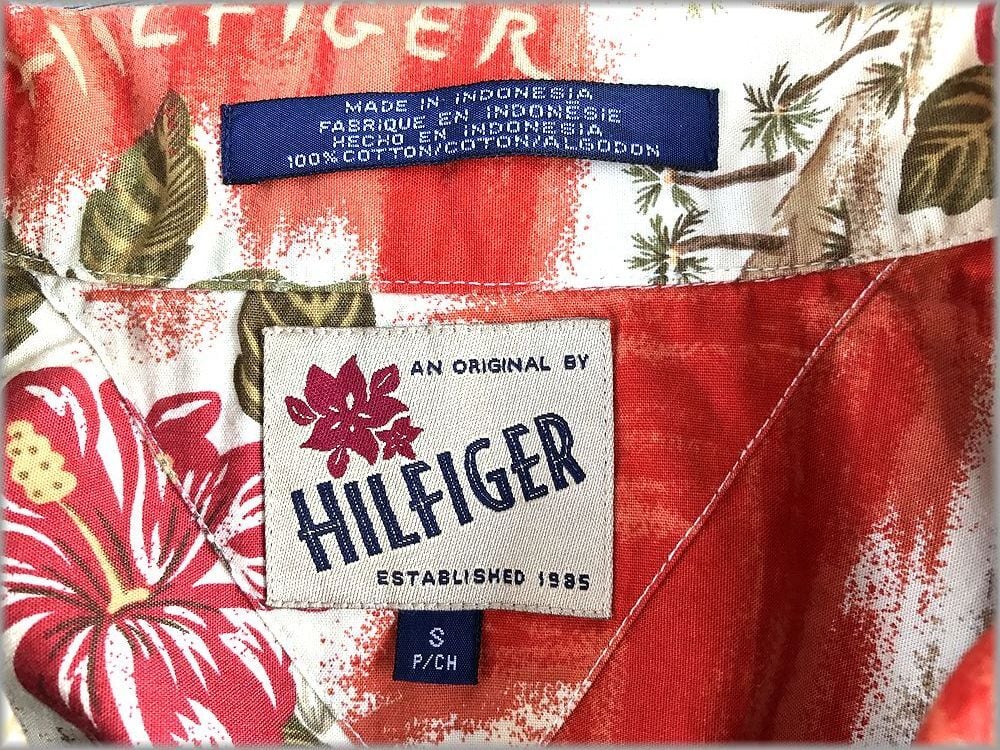 HILFIGER
MADE IN INDONESIA
FABRIQUE EN INDONÉSIE
HECHO EN INDONESIA
100% COTTON/COTON/ALGODON
AN ORIGINAL BY
HILFIGER
ESTABLISHED 1985
S
P/CH